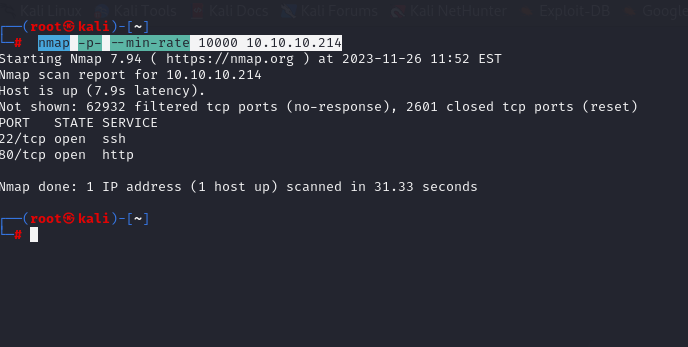 Kali Linux Kali Tools Kali Docs Kali Forums Kali NetHunter Exploit-DB Google
┌──(root㉿kali)-[~]
└─# nmap -p- --min-rate 10000 10.10.10.214
Starting Nmap 7.94 ( https://nmap.org ) at 2023-11-26 11:52 EST
Nmap scan report for 10.10.10.214
Host is up (7.9s latency).
Not shown: 62932 filtered tcp ports (no-response), 2601 closed tcp ports (reset)
PORT   STATE SERVICE
22/tcp open  ssh
80/tcp open  http
Nmap done: 1 IP address (1 host up) scanned in 31.33 seconds
┌──(root㉿kali)-[~]
└─#